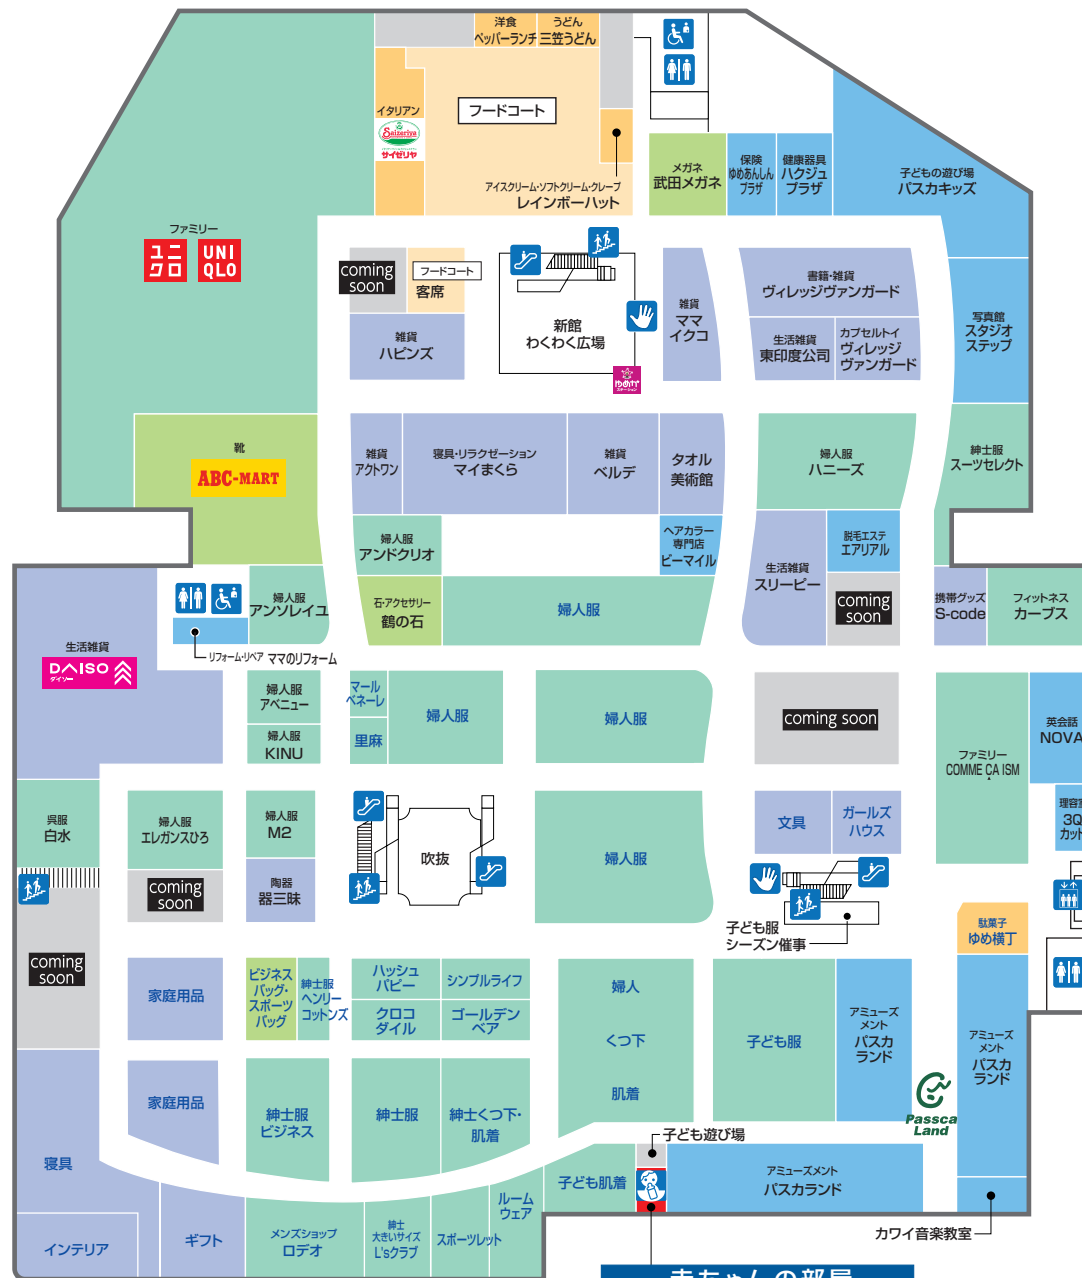 洋食
ペッパーランチ
うどん
三笠うどん
イタリアン
Saizeriya
サイゼリヤ
フードコート
アイスクリーム・ソフトクリーム・クレープ
レインボーハット
メガネ
武田メガネ
保険
ゆめあんしん
プラザ
健康器具
ハクジュ
プラザ
子どもの遊び場
パスカキッズ
ファミリー
ユニ
クロ
UNI
QLO
coming
soon
フードコート
客席
雑貨
ハピンズ
新館
わくわく広場
ゆめか
ステーション
雑貨
ママ
イクコ
書籍・雑貨
ヴィレッジヴァンガード
生活雑貨
東印度公司
カプセルトイ
ヴィレッジ
ヴァンガード
写真館
スタジオ
ステップ
靴
ABC-MART
雑貨
アクトワン
寝具・リラクゼーション
マイまくら
雑貨
ベルデ
タオル
美術館
婦人服
ハニーズ
紳士服
スーツセレクト
婦人服
アンドクリオ
ヘアカラー
専門店
ビーマイル
生活雑貨
スリーピー
脱毛エステ
エアリアル
coming
soon
婦人服
アンソレイユ
石・アクセサリー
鶴の石
婦人服
携帯グッズ
S-code
フィットネス
カーブス
リフォーム・リペア ママのリフォーム
生活雑貨
DAISO
ダイソー
婦人服
アベニュー
婦人服
KINU
マール
ベネーレ
里麻
婦人服
婦人服
coming soon
ファミリー
COMME ÇA ISM
英会話
NOVA
理容室
3Q
カット
呉服
白水
婦人服
エレガンスひろ
coming
soon
婦人服
M2
陶器
器三昧
吹抜
婦人服
文具
ガールズ
ハウス
子ども服
シーズン催事
駄菓子
ゆめ横丁
coming
soon
家庭用品
ビジネス
バッグ・
スポーツ
バッグ
紳士服
ヘンリー
コットンズ
ハッシュ
パピー
シンプルライフ
クロコ
ダイル
ゴールデン
ベア
婦人
くつ下
肌着
子ども服
アミューズ
メント
パスカ
ランド
アミューズ
メント
パスカ
ランド
家庭用品
紳士服
ビジネス
紳士服
紳士くつ下・
肌着
Passca
Land
子ども遊び場
寝具
インテリア
ギフト
メンズショップ
ロデオ
紳士
大きいサイズ
L'sクラブ
スポーツレット
ルーム
ウェア
子ども肌着
アミューズメント
パスカランド
カワイ音楽教室
赤ちゃんの部屋